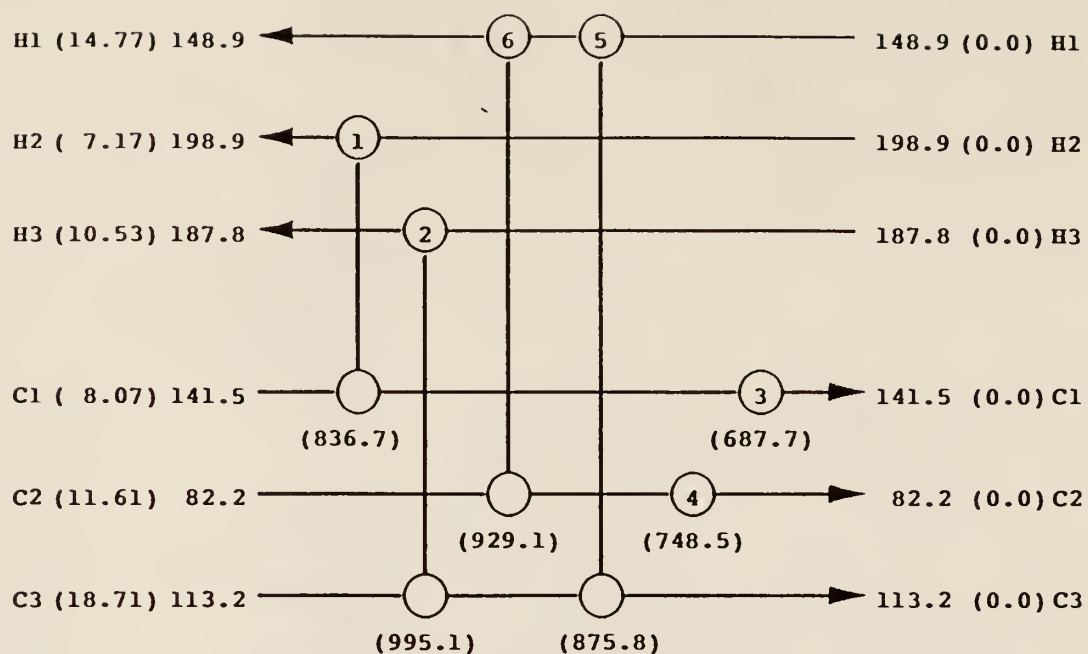 H1 (14.77) 148.9 6 5 148.9 (0.0) H1
H2 ( 7.17) 198.9 1 198.9 (0.0) H2
H3 (10.53) 187.8 2 187.8 (0.0) H3
C1 ( 8.07) 141.5 3 141.5 (0.0) C1
(836.7) (687.7)
C2 (11.61) 82.2 4 82.2 (0.0) C2
(929.1) (748.5)
C3 (18.71) 113.2 113.2 (0.0) C3
(995.1) (875.8)